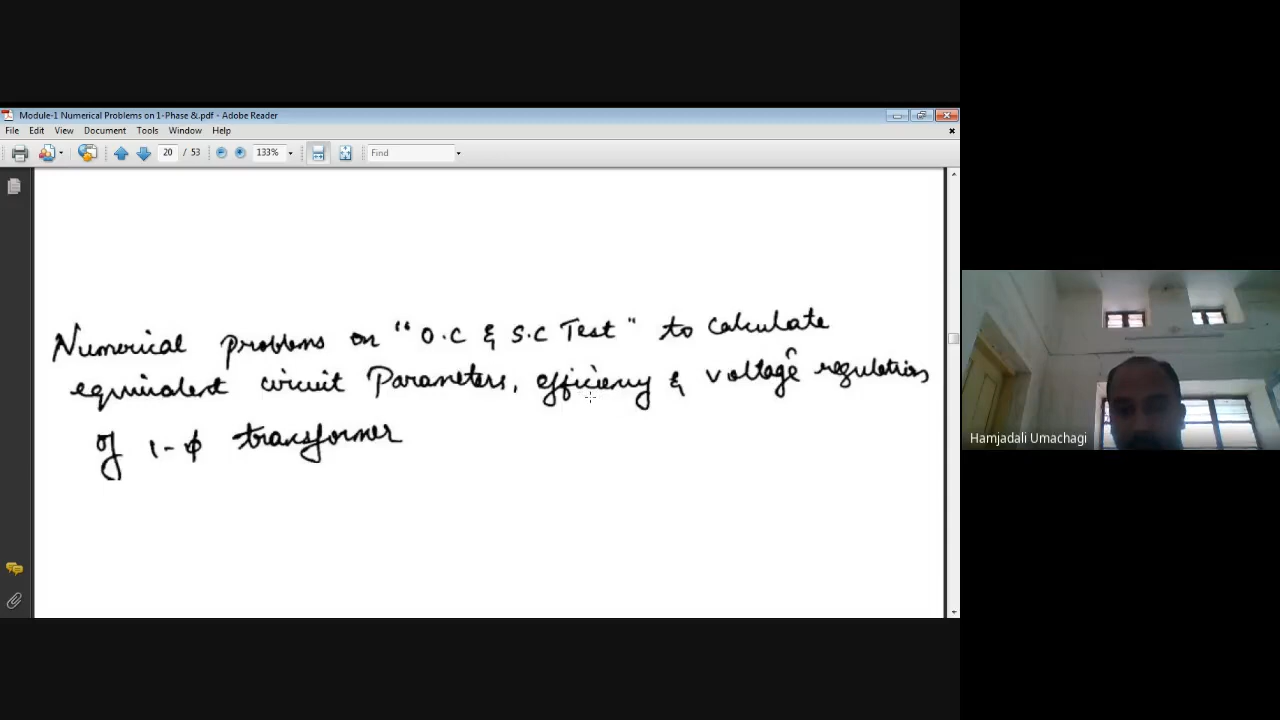 Module-1 Numerical Problems on 1-Phase &.pdf - Adobe Reader
File Edit View Document Tools Window Help
20 / 53 133% Find
Numerical problems on "O.C & S.C Test" to calculate
equivalent circuit Parameters, efficiency & voltage regulation
of 1-ϕ transformer
Hamjadali Umachagi